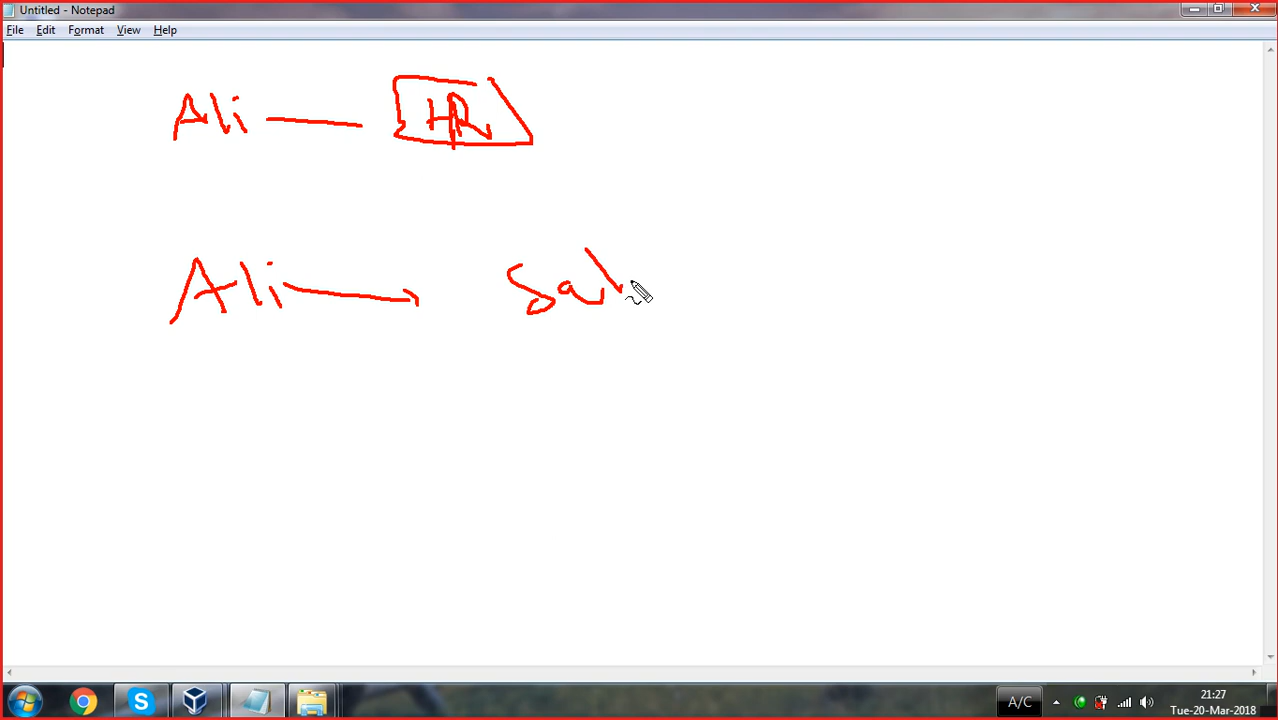 Untitled - Notepad
File Edit Format View Help
Ali HR
Ali Sal
A/C 21:27
Tue-20-Mar-2018